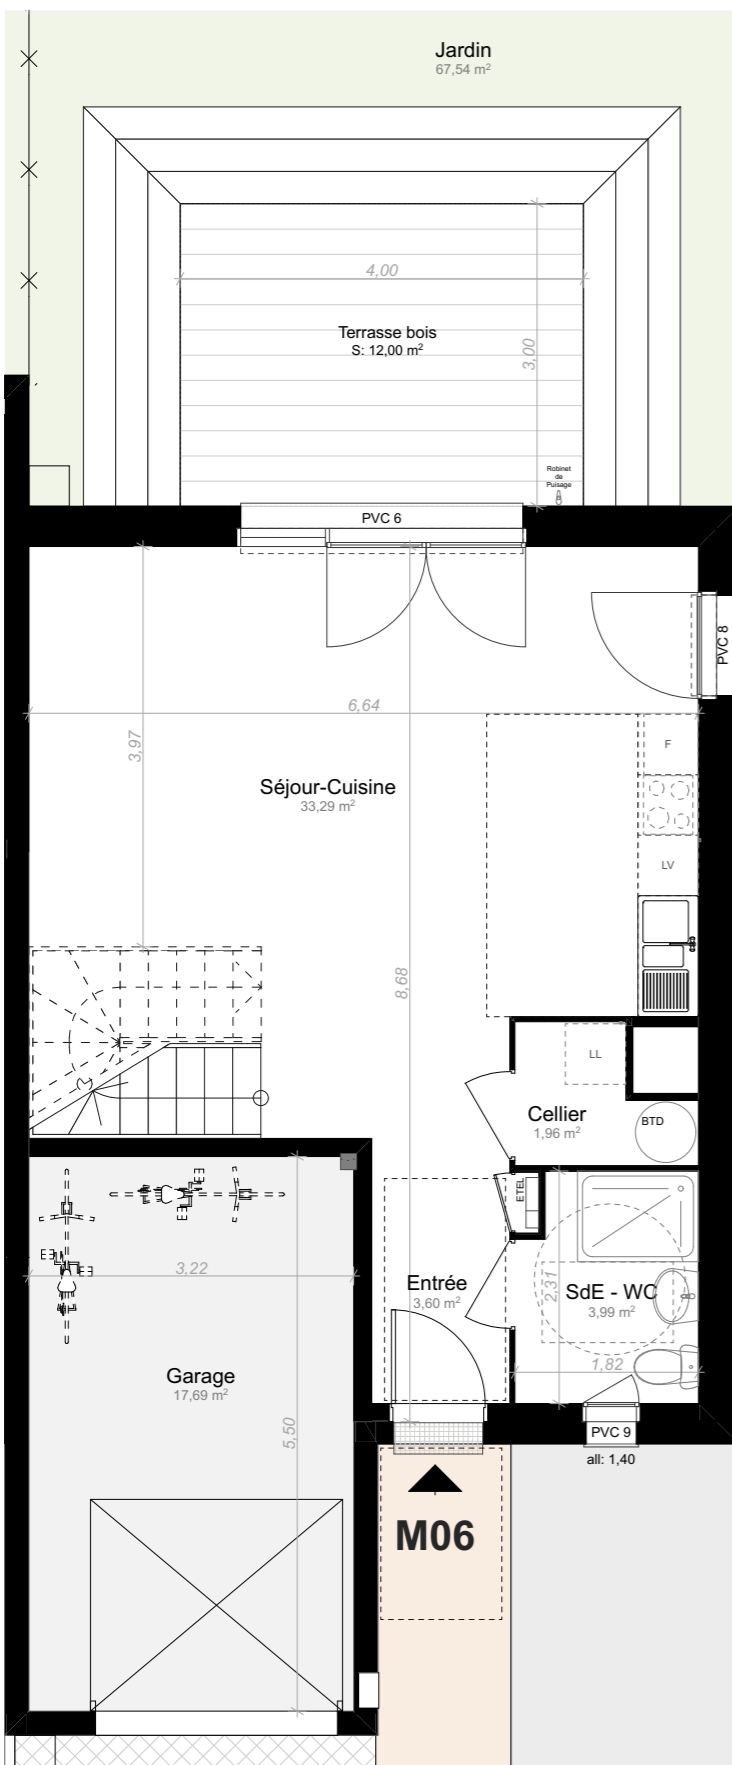 Jardin
67,54 m²
4,00
Terrasse bois
S: 12,00 m²
3,00
Robinet
de
Puisage
PVC 6
PVC 8
6,64
3,97
F
Séjour-Cuisine
33,29 m²
LV
8,68
LL
Cellier
1,96 m²
BTD
ETEL
3,22
2,31
Entrée
3,60 m²
SdE - WC
3,99 m²
Garage
17,69 m²
1,82
5,50
PVC 9
all: 1,40
M06